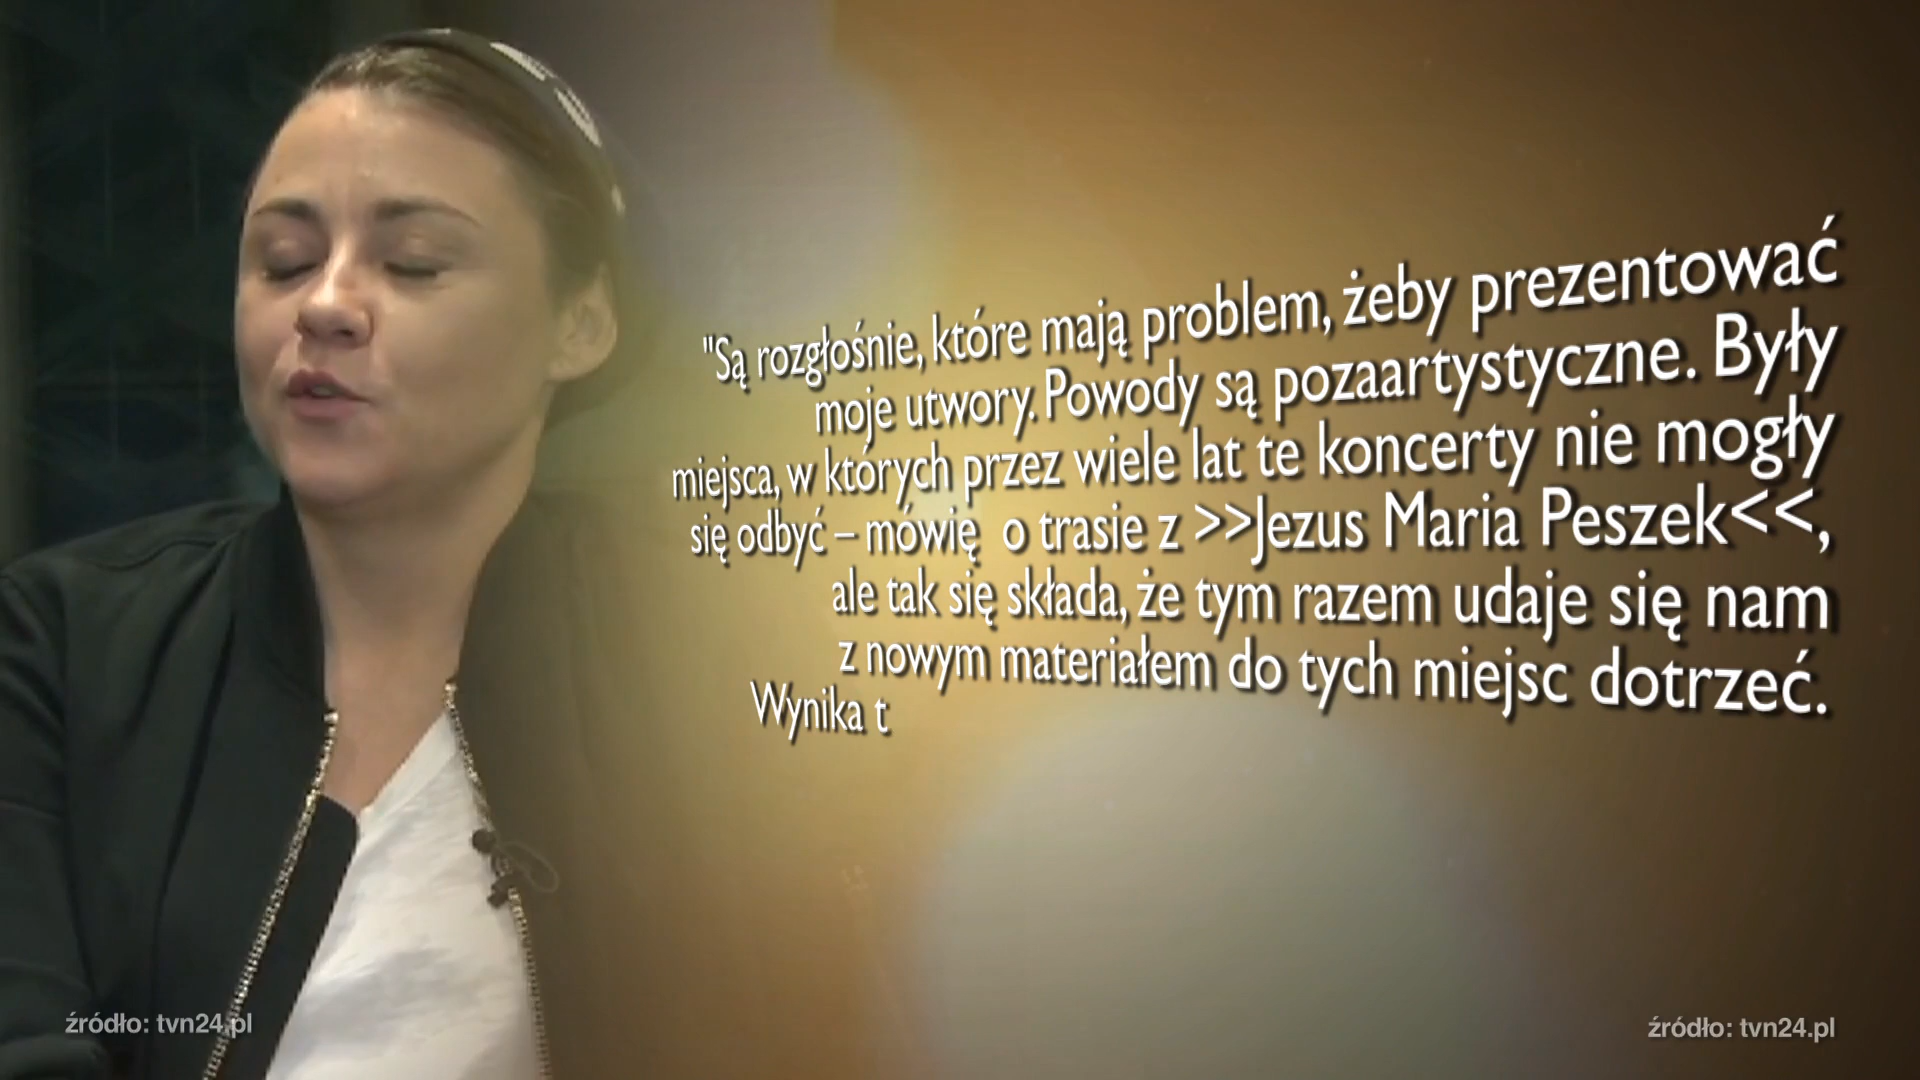 "Są rozgłośnie, które mają problem, żeby prezentować
moje utwory. Powody są pozaartystyczne. Były
miejsca, w których przez wiele lat te koncerty nie mogły
się odbyć – mówię  o trasie z >>Jezus Maria Peszek<<,
ale tak się składa, że tym razem udaje się nam
z nowym materiałem do tych miejsc dotrzeć.
Wynika t
źródło: tvn24.pl
źródło: tvn24.pl